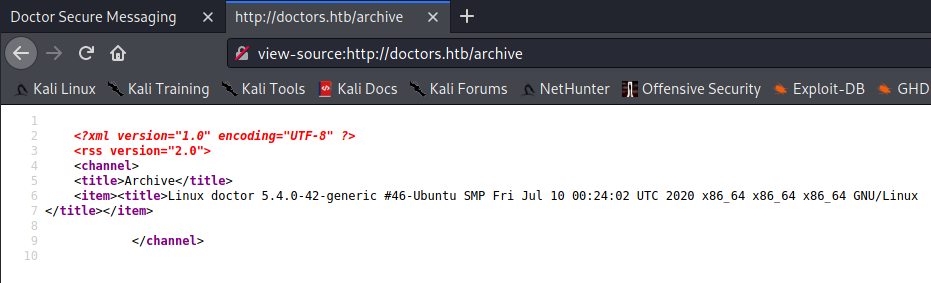 Doctor Secure Messaging × http://doctors.htb/archive × +
view-source:http://doctors.htb/archive
Kali Linux Kali Training Kali Tools Kali Docs Kali Forums NetHunter Offensive Security Exploit-DB GHD
1
2 <?xml version="1.0" encoding="UTF-8" ?>
3 <rss version="2.0">
4 <channel>
5 <title>Archive</title>
6 <item><title>Linux doctor 5.4.0-42-generic #46-Ubuntu SMP Fri Jul 10 00:24:02 UTC 2020 x86_64 x86_64 x86_64 GNU/Linux
7 </title></item>
8
9 </channel>
10